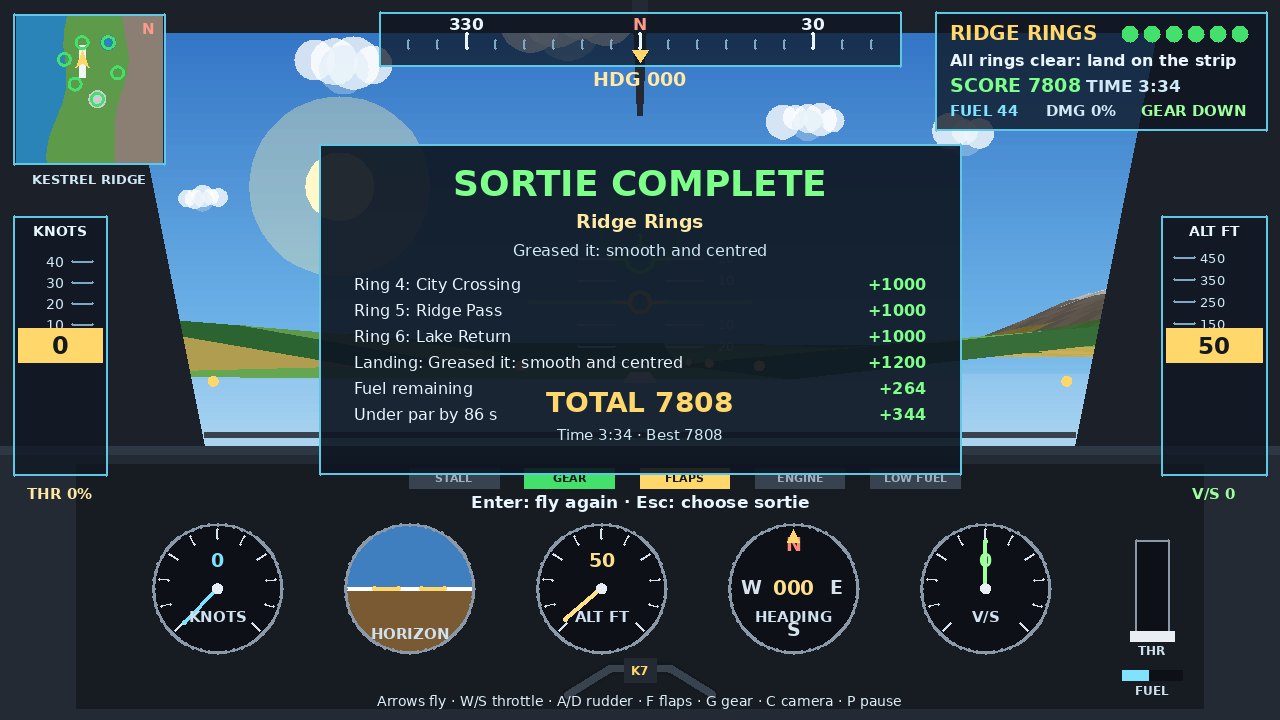 N
330 N 30
HDG 000
RIDGE RINGS
All rings clear: land on the strip
SCORE 7808 TIME 3:34
FUEL 44 DMG 0% GEAR DOWN
KESTREL RIDGE
KNOTS
40
30
20
10
0
THR 0%
ALT FT
450
350
250
150
50
V/S 0
SORTIE COMPLETE
Ridge Rings
Greased it: smooth and centred
Ring 4: City Crossing +1000
Ring 5: Ridge Pass +1000
Ring 6: Lake Return +1000
Landing: Greased it: smooth and centred +1200
Fuel remaining +264
Under par by 86 s +344
TOTAL 7808
Time 3:34 · Best 7808
STALL GEAR FLAPS ENGINE LOW FUEL
Enter: fly again · Esc: choose sortie
0
KNOTS
HORIZON
50
ALT FT
N
W 000 E
HEADING
S
0
V/S
THR
FUEL
K7
Arrows fly · W/S throttle · A/D rudder · F flaps · G gear · C camera · P pause